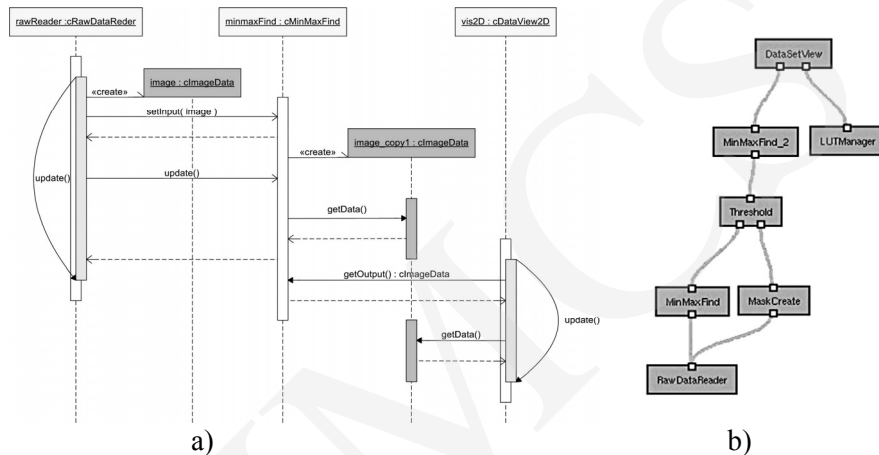 rawReader : cRawDataReder
minmaxFind : cMinMaxFind
vis2D : cDataView2D
image : cImageData
«create»
setInput( image )
image_copy1 : cImageData
«create»
update()
update()
getData()
getOutput() : cImageData
update()
getData()
a)
DataSetView
MinMaxFind_2
LUTManager
Threshold
MinMaxFind
MaskCreate
RawDataReader
b)
MCS